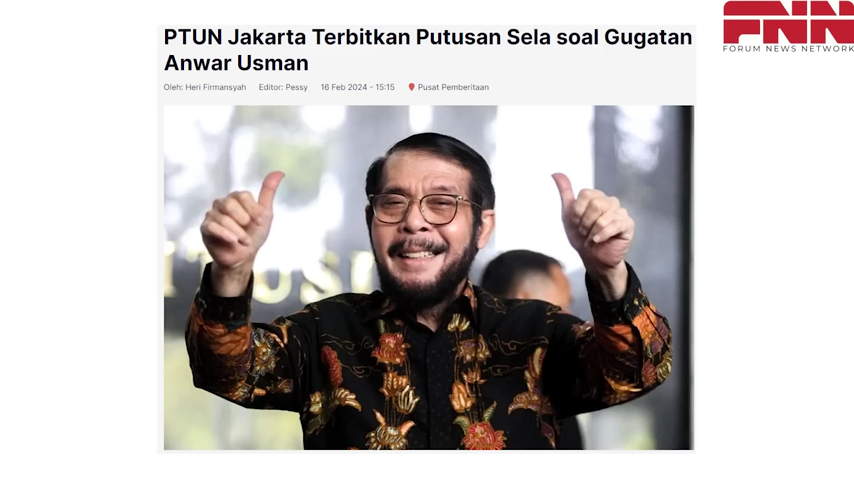 FNN
FORUM NEWS NETWORK
PTUN Jakarta Terbitkan Putusan Sela soal Gugatan
Anwar Usman
Oleh: Heri Firmansyah Editor: Pessy 16 Feb 2024 - 15:15 Pusat Pemberitaan